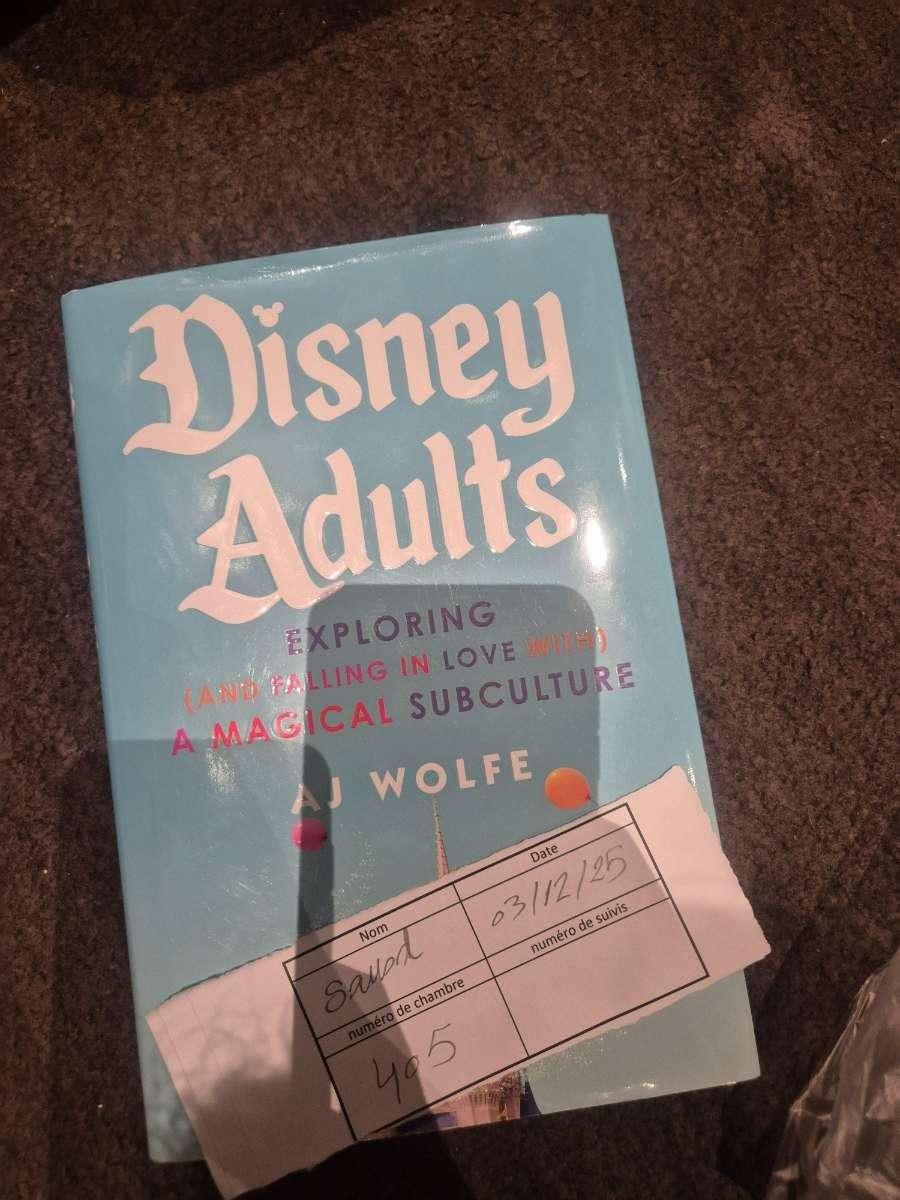 Disney
Adults
EXPLORING
(AND FALLING IN LOVE WITH)
A MAGICAL SUBCULTURE
AJ WOLFE
Nom
Date
03/12/25
numéro de chambre
numéro de suivis
405